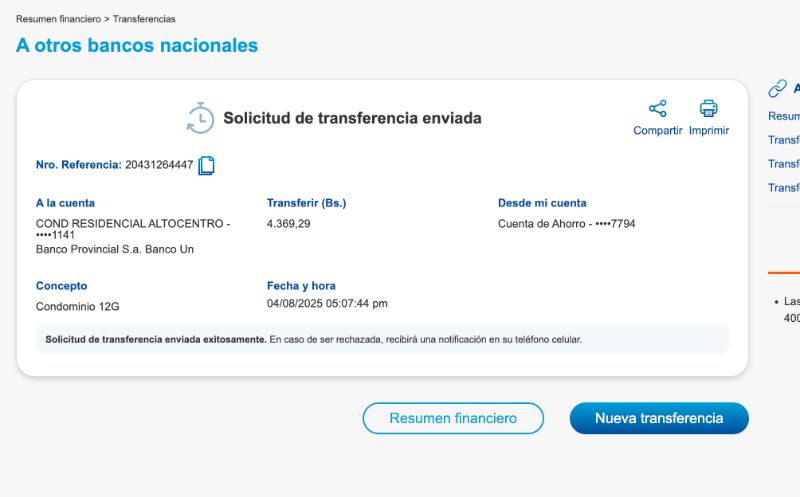 Resumen financiero > Transferencias
A otros bancos nacionales
Solicitud de transferencia enviada
Compartir Imprimir
Nro. Referencia: 20431264447
A la cuenta
COND RESIDENCIAL ALTOCENTRO -
••••1141
Banco Provincial S.a. Banco Un
Transferir (Bs.)
4.369,29
Desde mi cuenta
Cuenta de Ahorro - ••••7794
Concepto
Condominio 12G
Fecha y hora
04/08/2025 05:07:44 pm
Solicitud de transferencia enviada exitosamente. En caso de ser rechazada, recibirá una notificación en su teléfono celular.
Resumen financiero
Nueva transferencia
A
Resum
Transf
Transf
Transf
• Las
400